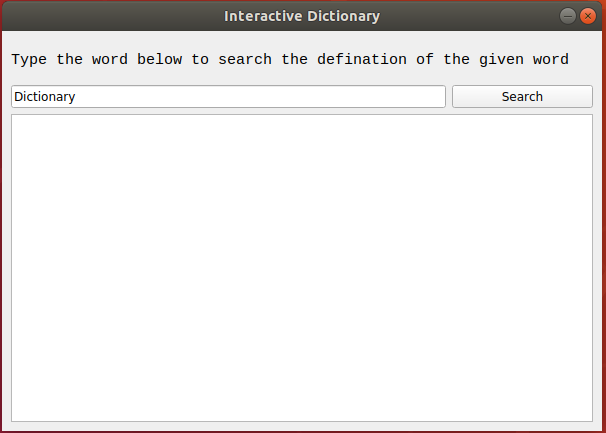 Interactive Dictionary
Type the word below to search the defination of the given word
Dictionary
Search